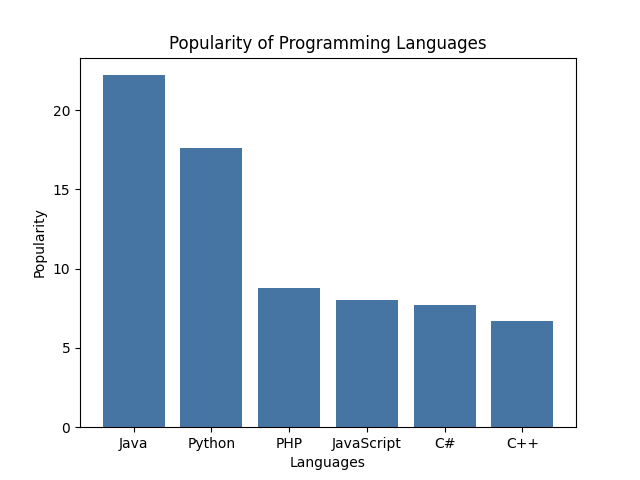 Popularity of Programming Languages
20
15
10
5
0
Popularity
Java Python PHP JavaScript C# C++
Languages